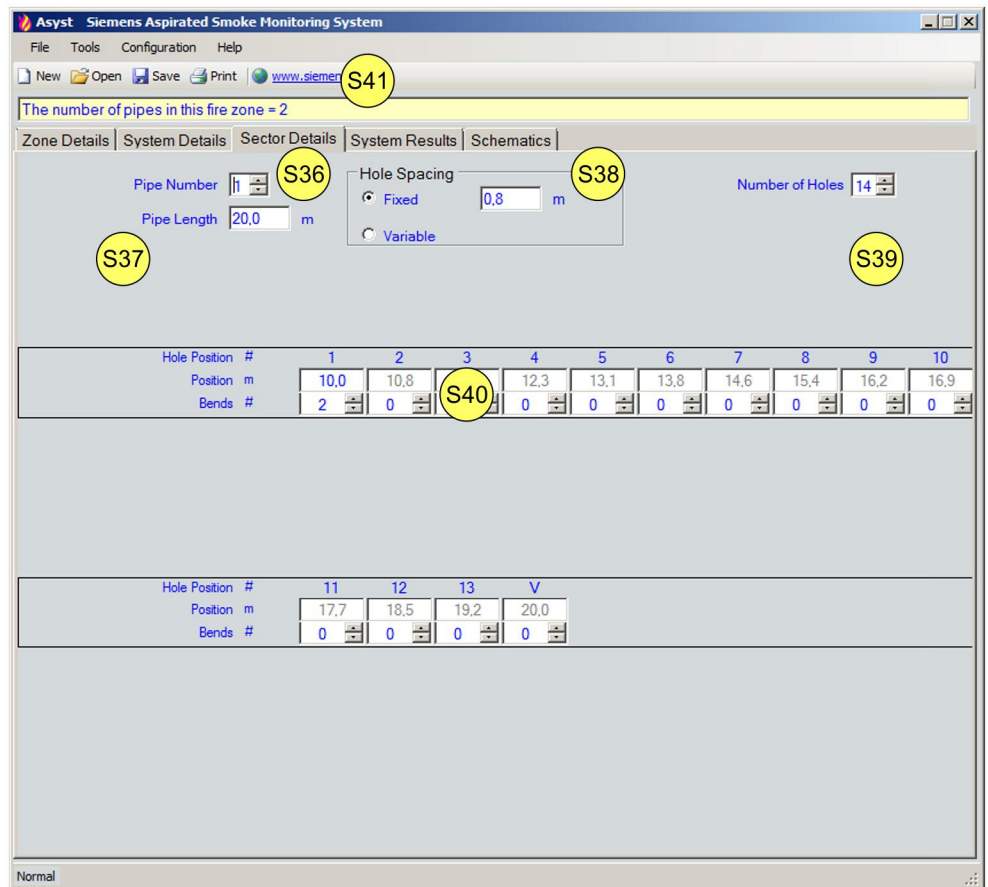 Asyst Siemens Aspirated Smoke Monitoring System
File Tools Configuration Help
New Open Save Print www.siemen
S41
The number of pipes in this fire zone = 2
Zone Details System Details Sector Details System Results Schematics
Pipe Number 1 S36 Hole Spacing S38 Number of Holes 14
Fixed 0,8 m
Pipe Length 20,0 m
Variable
S37 S39
Hole Position # 1 2 3 4 5 6 7 8 9 10
Position m 10,0 10,8 12,3 13,1 13,8 14,6 15,4 16,2 16,9
S40
Bends # 2 0 0 0 0 0 0 0 0
Hole Position # 11 12 13 V
Position m 17,7 18,5 19,2 20,0
Bends # 0 0 0 0
Normal